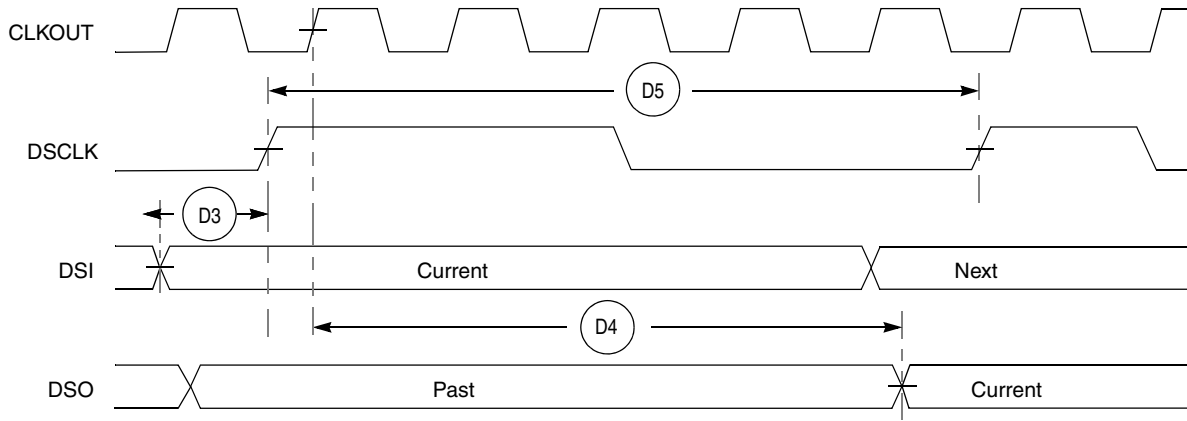 CLKOUT
D5
DSCLK
D3
DSI
Current
Next
D4
DSO
Past
Current